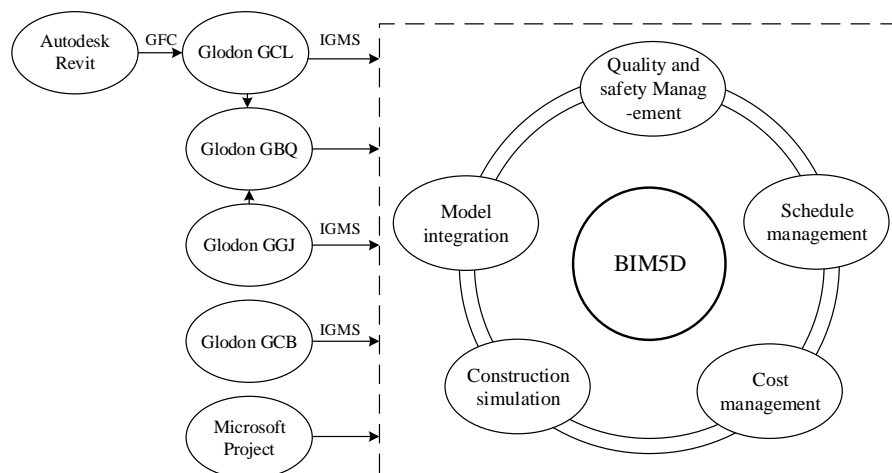 Autodesk
Revit
GFC
Glodon GCL
IGMS
Glodon GBQ
Glodon GGJ
IGMS
Glodon GCB
IGMS
Microsoft
Project
Quality and
safety Manag
-ement
Model
integration
Schedule
management
BIM5D
Construction
simulation
Cost
management